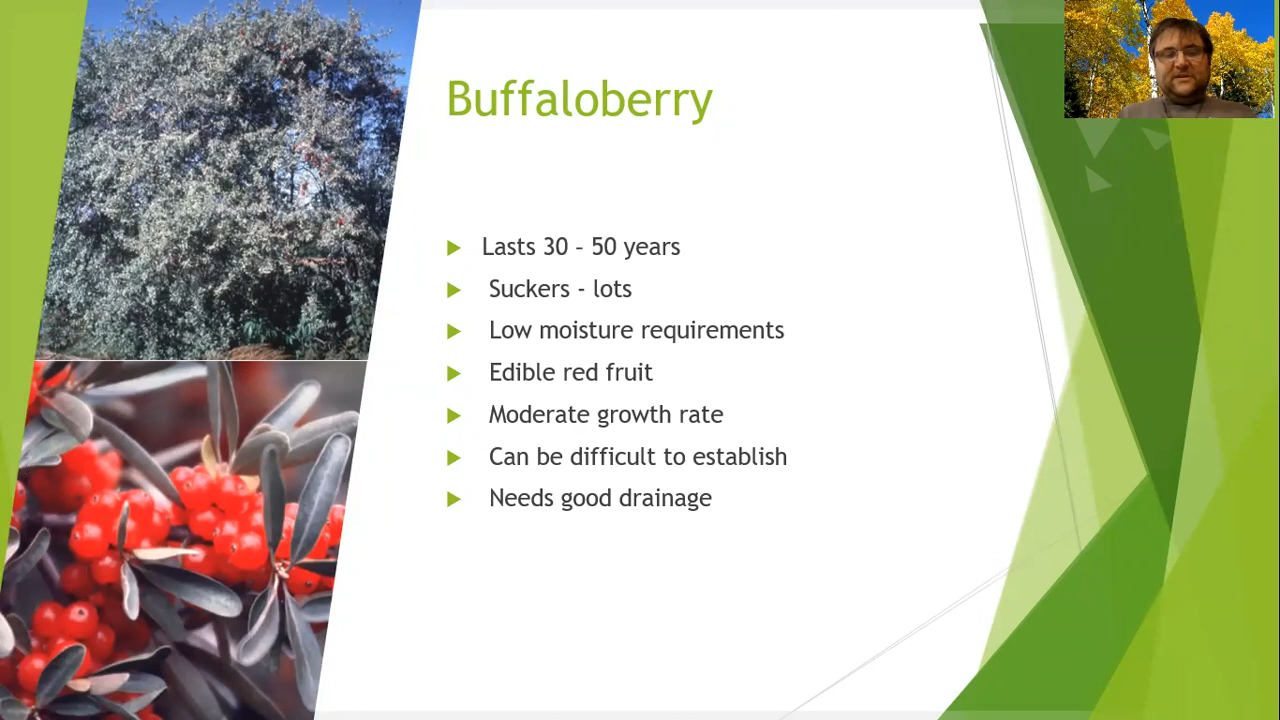 Buffaloberry
Lasts 30 – 50 years
Suckers - lots
Low moisture requirements
Edible red fruit
Moderate growth rate
Can be difficult to establish
Needs good drainage